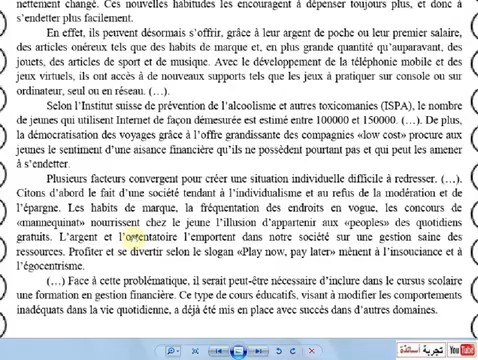 nettement changé. Ces nouvelles habitudes les encouragent à dépenser toujours plus, et donc à
s'endetter plus facilement.
En effet, ils peuvent désormais s'offrir, grâce à leur argent de poche ou leur premier salaire,
des articles onéreux tels que des habits de marque et, en plus grande quantité qu'auparavant, des
jouets, des articles de sport et de musique. Avec le développement de la téléphonie mobile et des
jeux virtuels, ils ont accès à de nouveaux supports tels que les jeux à pratiquer sur console ou sur
ordinateur, seul ou en réseau. (…).
Selon l'Institut suisse de prévention de l'alcoolisme et autres toxicomanies (ISPA), le nombre
de jeunes qui utilisent Internet de façon démesurée est estimé entre 100000 et 150000. (…). De plus,
la démocratisation des voyages grâce à l'offre grandissante des compagnies «low cost» procure aux
jeunes le sentiment d'une aisance financière qu'ils ne possèdent pourtant pas et qui peut les amener
à s'endetter.
Plusieurs facteurs convergent pour créer une situation individuelle difficile à redresser. (…).
Citons d'abord le fait d'une société tendant à l'individualisme et au refus de la modération et de
l'épargne. Les habits de marque, la fréquentation des endroits en vogue, les concours de
«mannequinat» nourrissent chez le jeune l'illusion d'appartenir aux «peoples» des quotidiens
gratuits. L'argent et l'ostentatoire l'emportent dans notre société sur une gestion saine des
ressources. Profiter et se divertir selon le slogan «Play now, pay later» mènent à l'insouciance et à
l'égocentrisme.
(…) Face à cette problématique, il serait peut-être nécessaire d'inclure dans le cursus scolaire
une formation en gestion financière. Ce type de cours éducatifs, visant à modifier les comportements
inadéquats dans la vie quotidienne, a déjà été mis en place avec succès dans d'autres domaines.
تجربة أساتذة You Tube